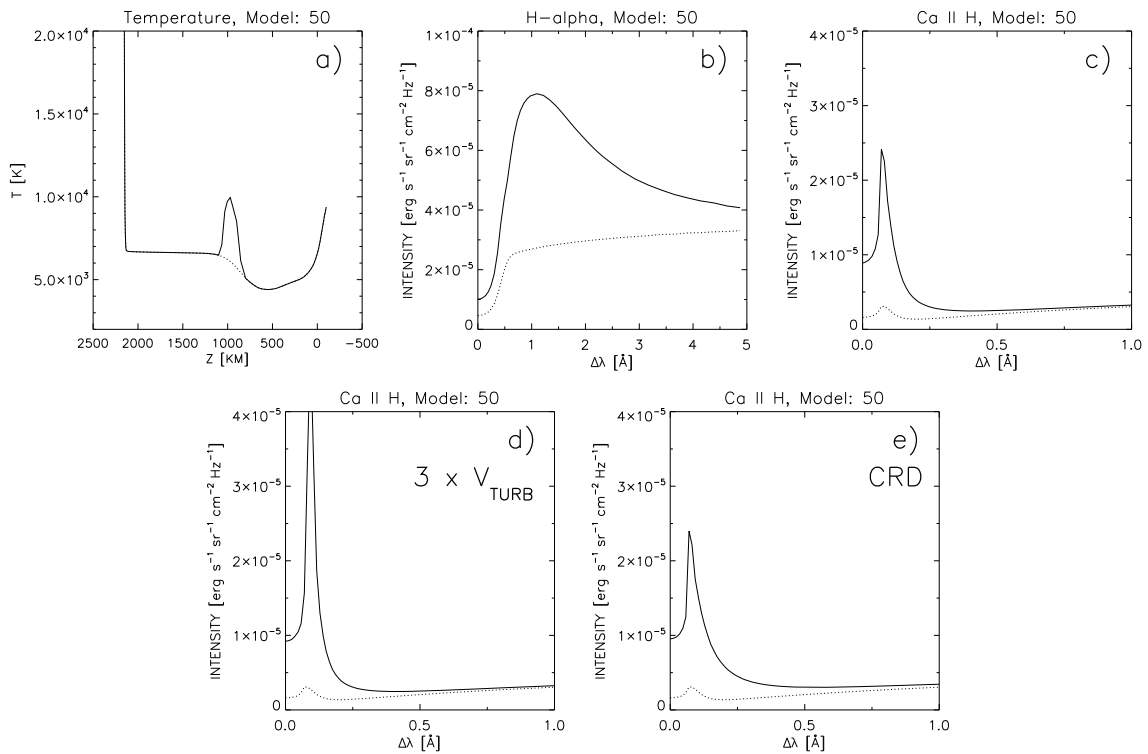 Temperature, Model: 50
a)
T [K]
2.0×10⁴
1.5×10⁴
1.0×10⁴
5.0×10³
2500 2000 1500 1000 500 0 −500
Z [KM]
H−alpha, Model: 50
b)
INTENSITY [erg s⁻¹ sr⁻¹ cm⁻² Hz⁻¹]
1×10⁻⁴
8×10⁻⁵
6×10⁻⁵
4×10⁻⁵
2×10⁻⁵
0
0 1 2 3 4 5
Δλ [Å]
Ca II H, Model: 50
c)
INTENSITY [erg s⁻¹ sr⁻¹ cm⁻² Hz⁻¹]
4×10⁻⁵
3×10⁻⁵
2×10⁻⁵
1×10⁻⁵
0
0.0 0.5 1.0
Δλ [Å]
Ca II H, Model: 50
d)
3 x V_TURB
INTENSITY [erg s⁻¹ sr⁻¹ cm⁻² Hz⁻¹]
4×10⁻⁵
3×10⁻⁵
2×10⁻⁵
1×10⁻⁵
0
0.0 0.5 1.0
Δλ [Å]
Ca II H, Model: 50
e)
CRD
INTENSITY [erg s⁻¹ sr⁻¹ cm⁻² Hz⁻¹]
4×10⁻⁵
3×10⁻⁵
2×10⁻⁵
1×10⁻⁵
0
0.0 0.5 1.0
Δλ [Å]